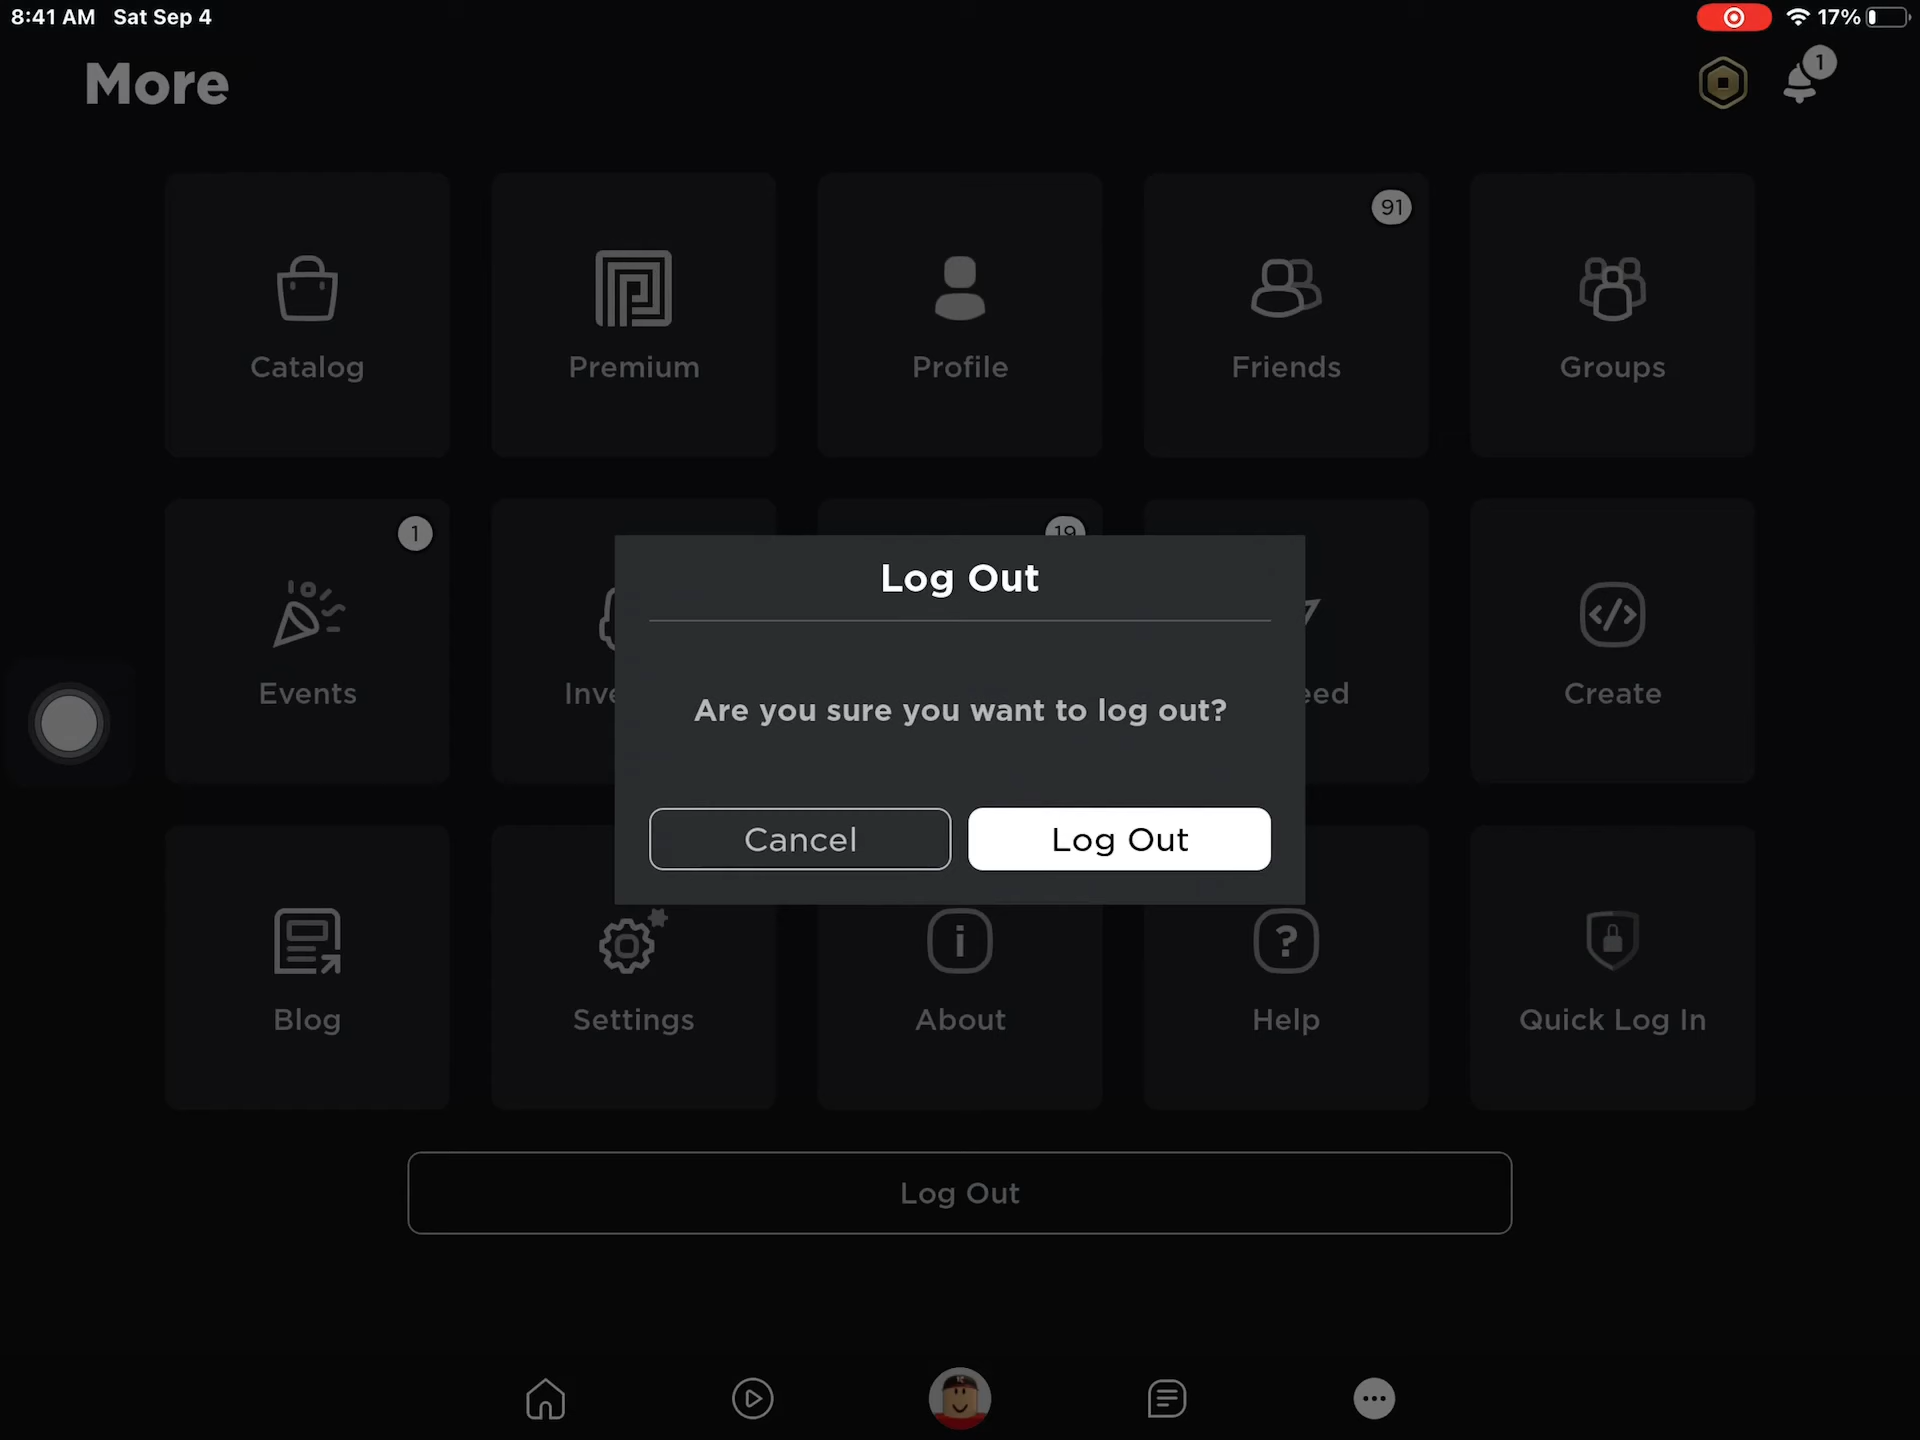 8:41 AM Sat Sep 4
17%
More
1
91
Catalog
Premium
Profile
Friends
Groups
1
19
Log Out
Are you sure you want to log out?
Cancel
Log Out
Events
Create
Blog
Settings
About
Help
Quick Log In
Log Out